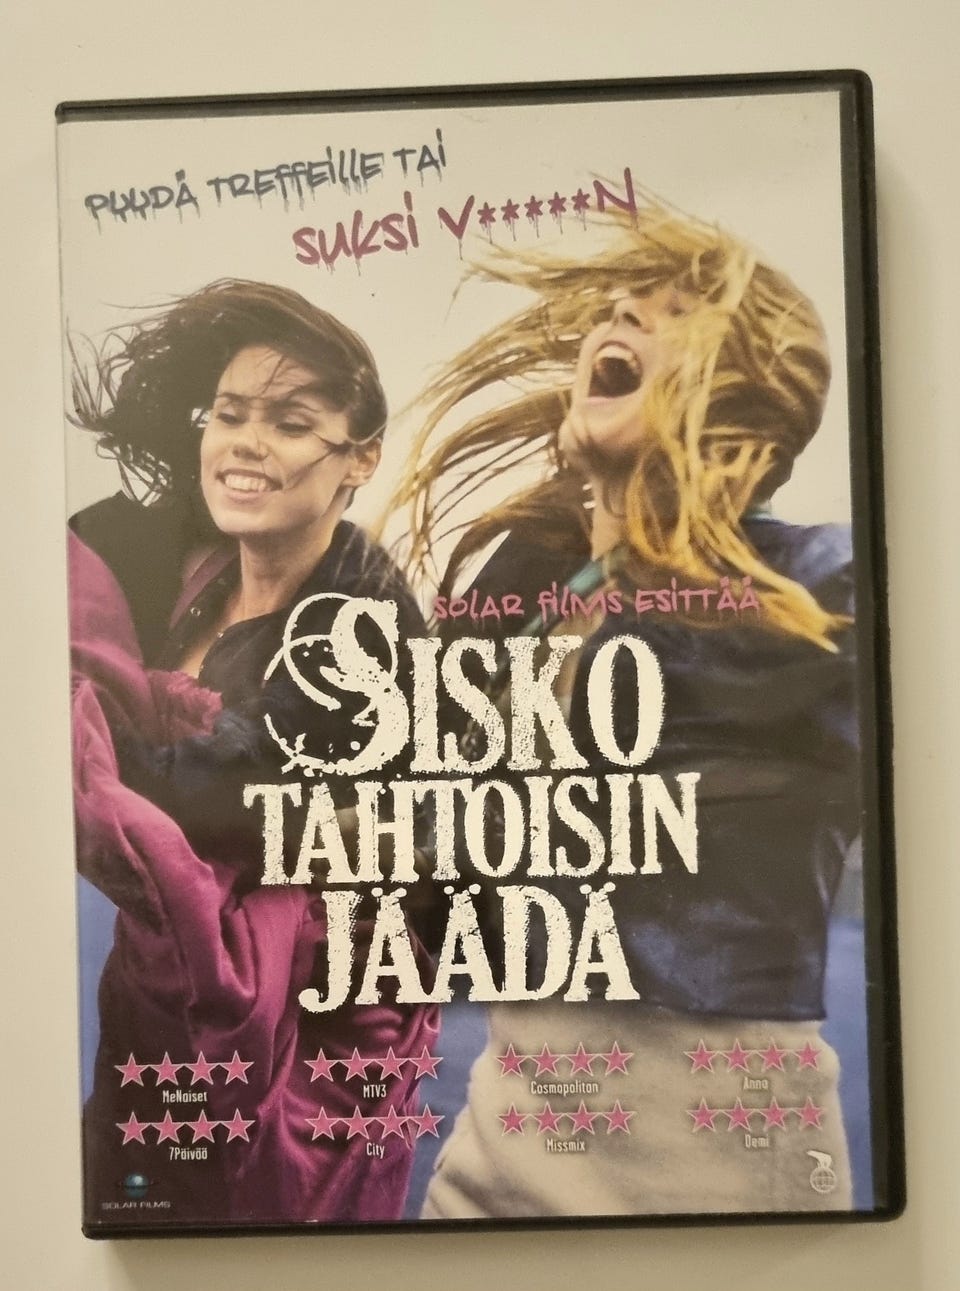 PUUDÄ TREFFEILLE TAI
SUKSI V*****N
SOLAR FILMS ESITTÄÄ
SISKO
TAHTOISIN
JÄÄDÄ
MeNaiset
MTV3
Cosmopolitan
Anna
7Päivää
City
Missmix
Demi
SOLAR FILMS